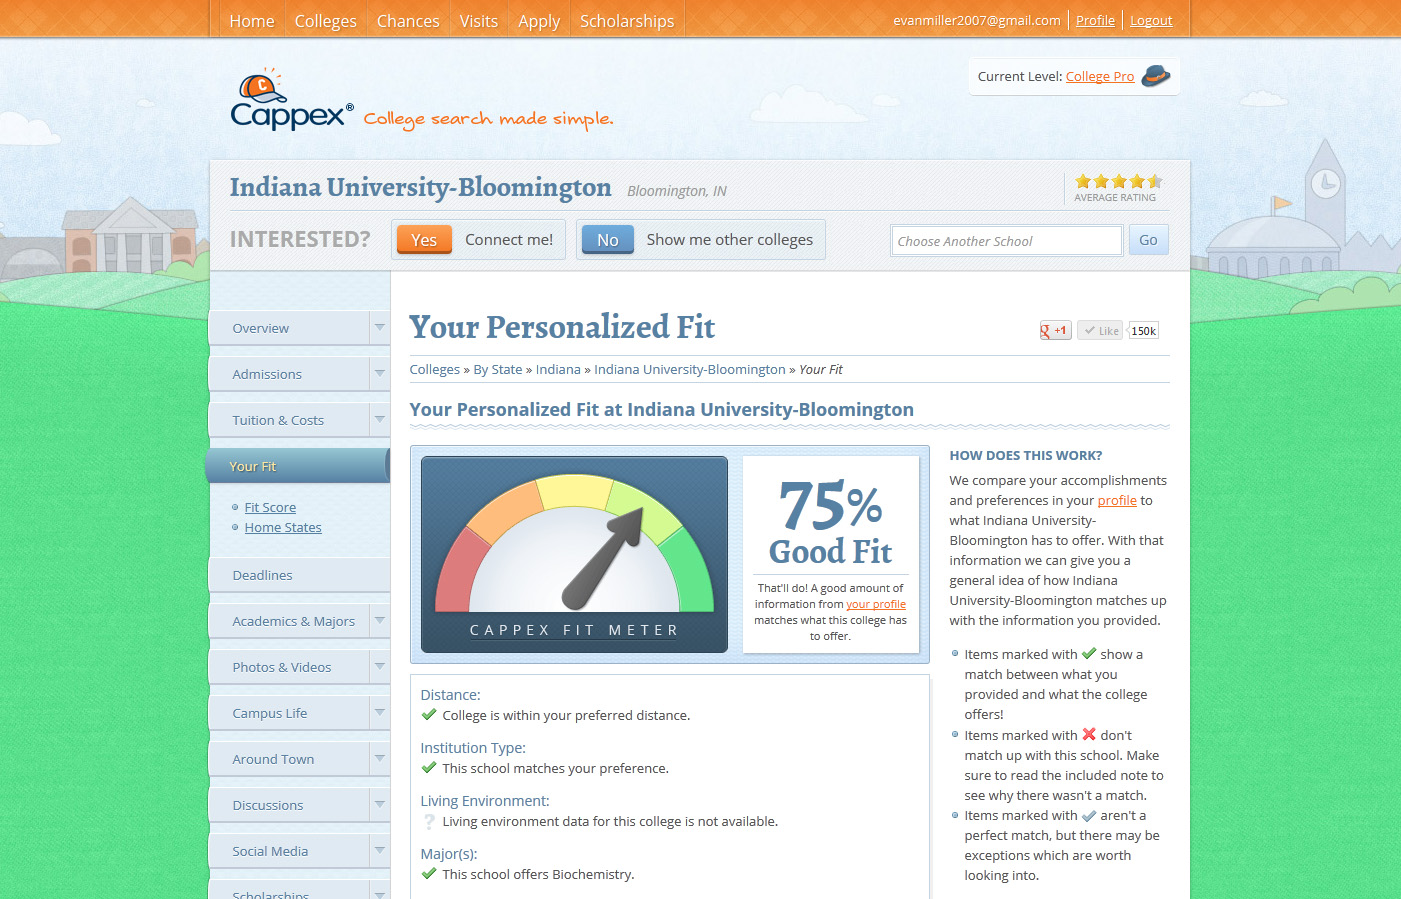 Home Colleges Chances Visits Apply Scholarships evanmiller2007@gmail.com Profile Logout
Current Level: College Pro
C
Cappex® College search made simple.
Indiana University-Bloomington Bloomington, IN
AVERAGE RATING
INTERESTED? Yes Connect me! No Show me other colleges Choose Another School Go
Overview
Admissions
Tuition & Costs
Your Fit
Fit Score
Home States
Deadlines
Academics & Majors
Photos & Videos
Campus Life
Around Town
Discussions
Social Media
Scholarships
Your Personalized Fit
g +1 Like 150k
Colleges » By State » Indiana » Indiana University-Bloomington » Your Fit
Your Personalized Fit at Indiana University-Bloomington
CAPPEX FIT METER
75%
Good Fit
That'll do! A good amount of
information from your profile
matches what this college has
to offer.
Distance:
College is within your preferred distance.
Institution Type:
This school matches your preference.
Living Environment:
? Living environment data for this college is not available.
Major(s):
This school offers Biochemistry.
HOW DOES THIS WORK?
We compare your accomplishments
and preferences in your profile to
what Indiana University-
Bloomington has to offer. With that
information we can give you a
general idea of how Indiana
University-Bloomington matches up
with the information you provided.
Items marked with show a
match between what you
provided and what the college
offers!
Items marked with don't
match up with this school. Make
sure to read the included note to
see why there wasn't a match.
Items marked with aren't a
perfect match, but there may be
exceptions which are worth
looking into.